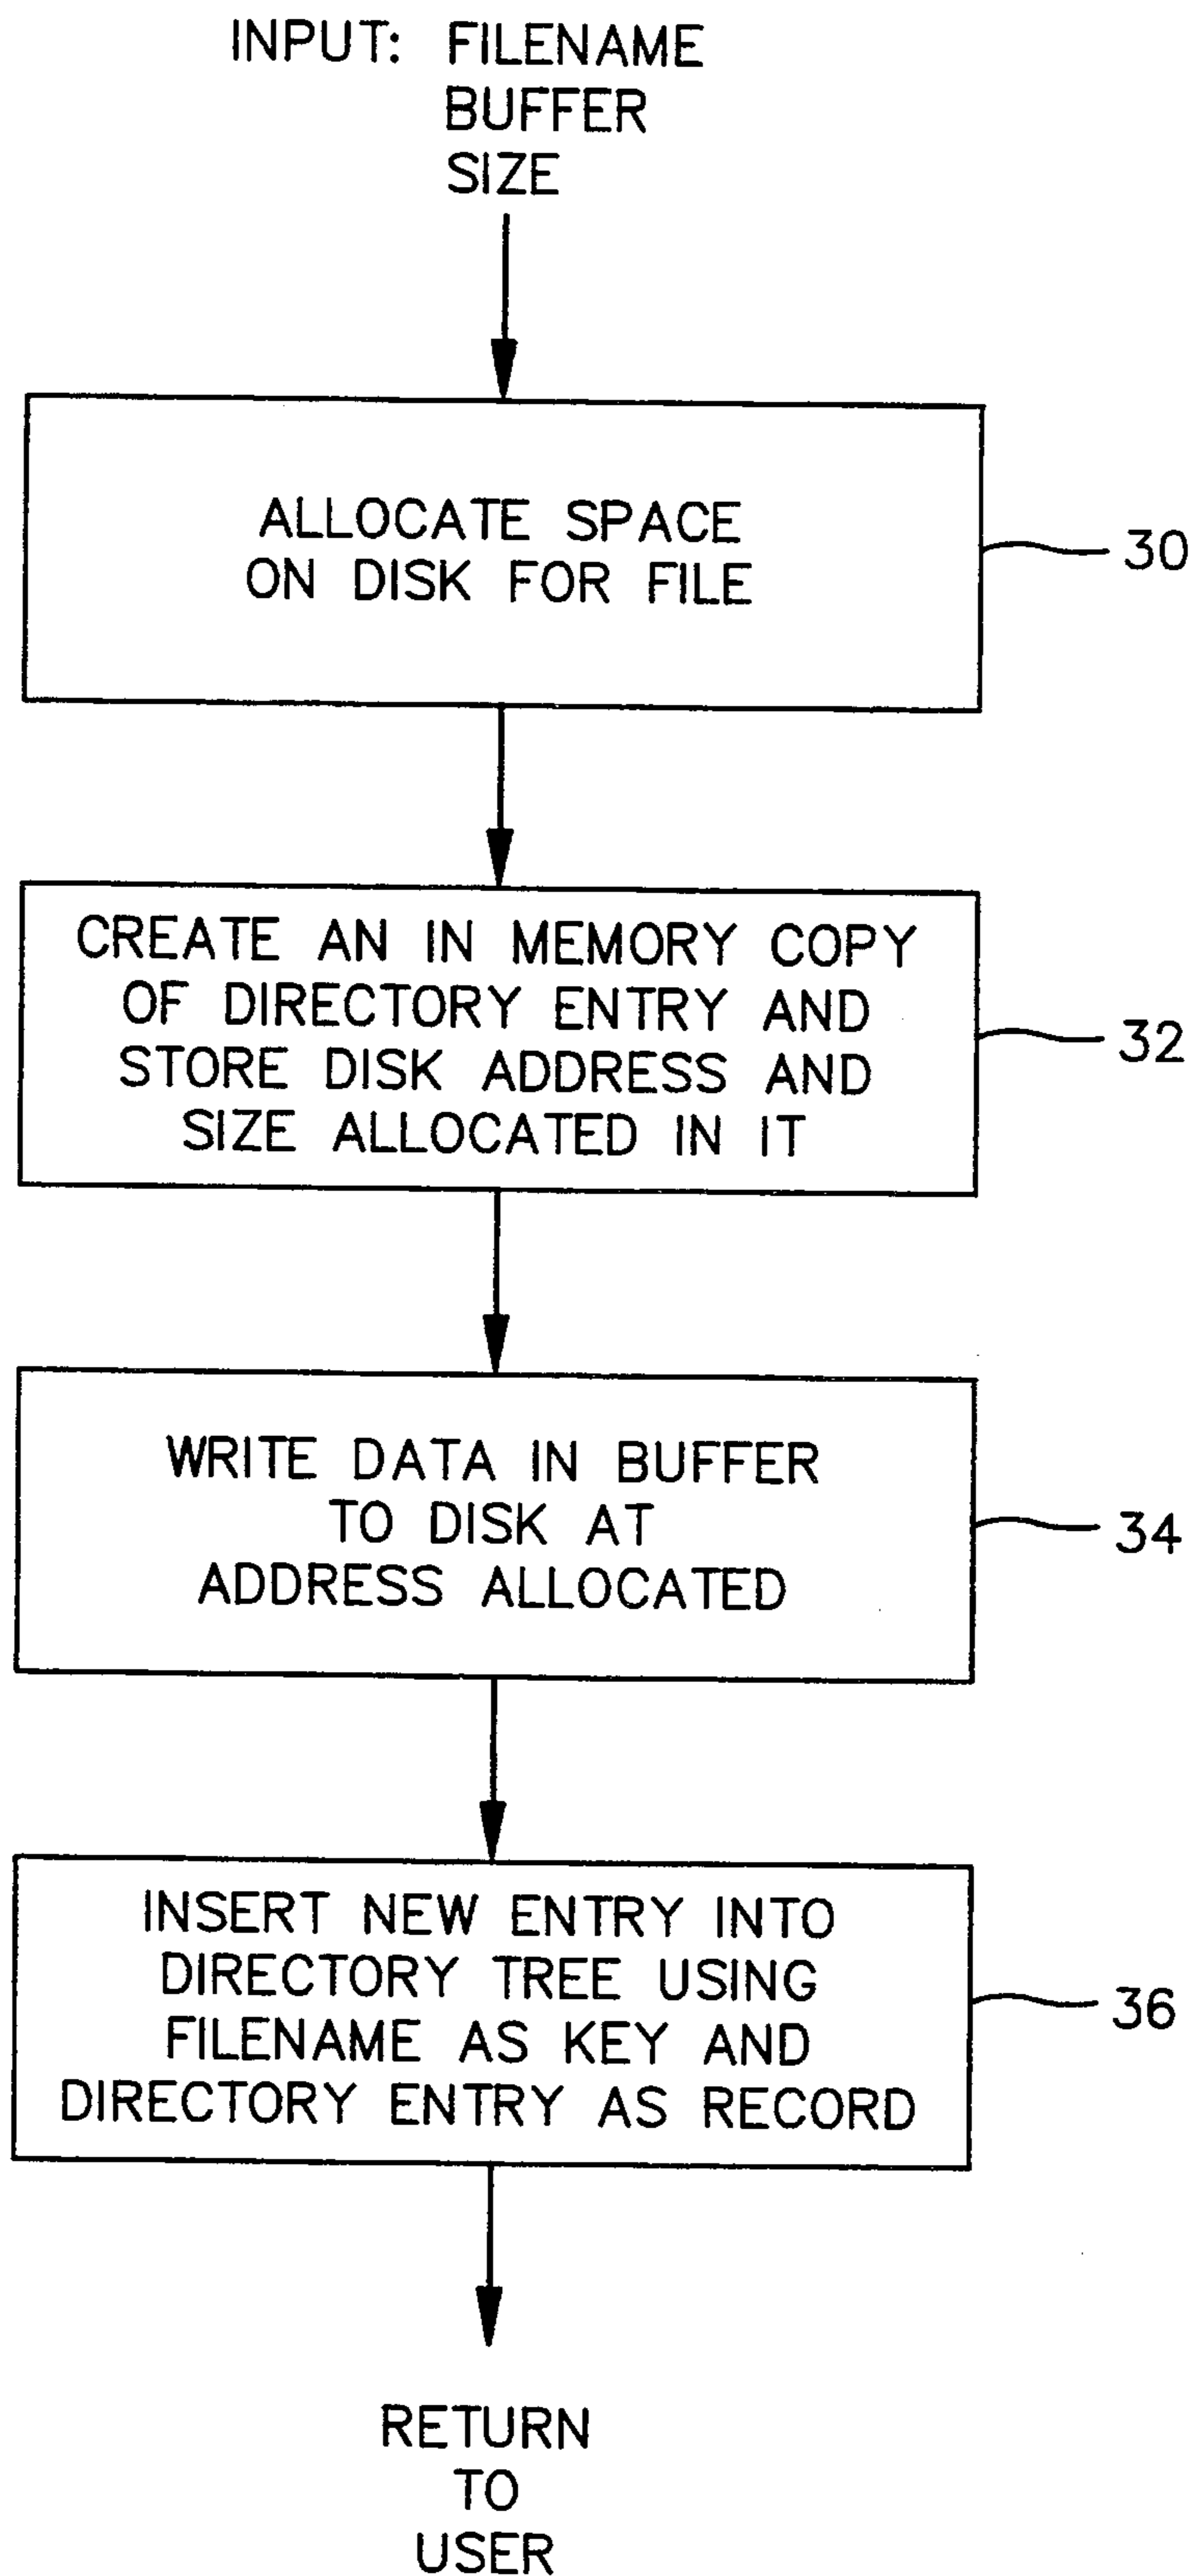 INPUT: FILENAME
BUFFER
SIZE
ALLOCATE SPACE
ON DISK FOR FILE
30
CREATE AN IN MEMORY COPY
OF DIRECTORY ENTRY AND
STORE DISK ADDRESS AND
SIZE ALLOCATED IN IT
32
WRITE DATA IN BUFFER
TO DISK AT
ADDRESS ALLOCATED
34
INSERT NEW ENTRY INTO
DIRECTORY TREE USING
FILENAME AS KEY AND
DIRECTORY ENTRY AS RECORD
36
RETURN
TO
USER